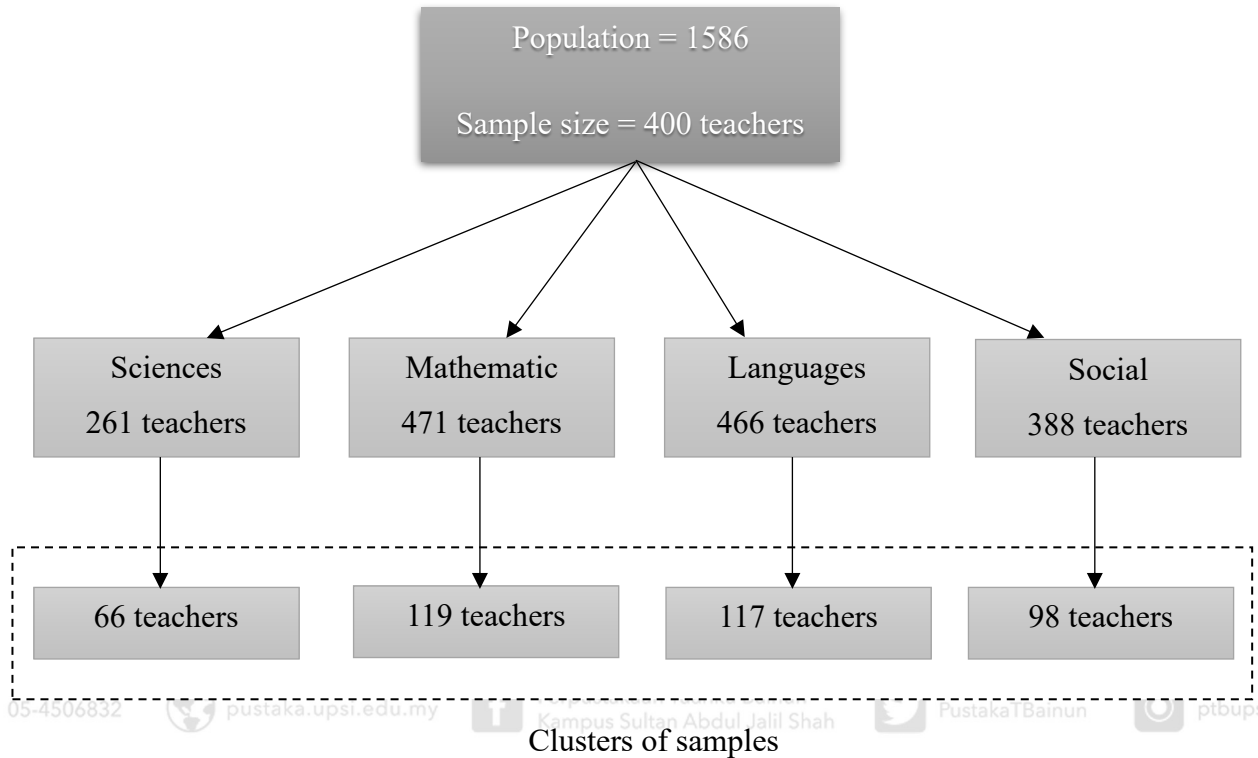 Population = 1586
Sample size = 400 teachers
Sciences
261 teachers
Mathematic
471 teachers
Languages
466 teachers
Social
388 teachers
66 teachers
119 teachers
117 teachers
98 teachers
05-4506832
pustaka.upsi.edu.my
Kampus Sultan Abdul Jalil Shah
PustakaTBainun
ptbups
Clusters of samples